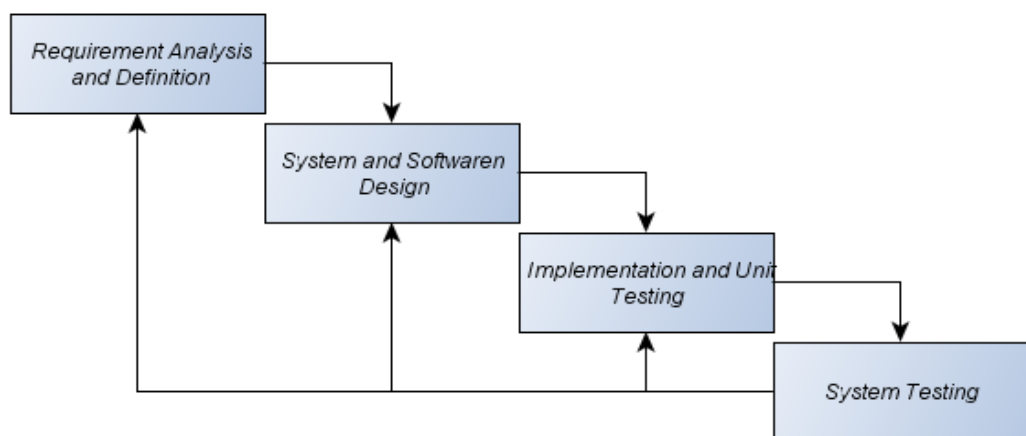 Requirement Analysis
and Definition
System and Softwaren
Design
Implementation and Unit
Testing
System Testing